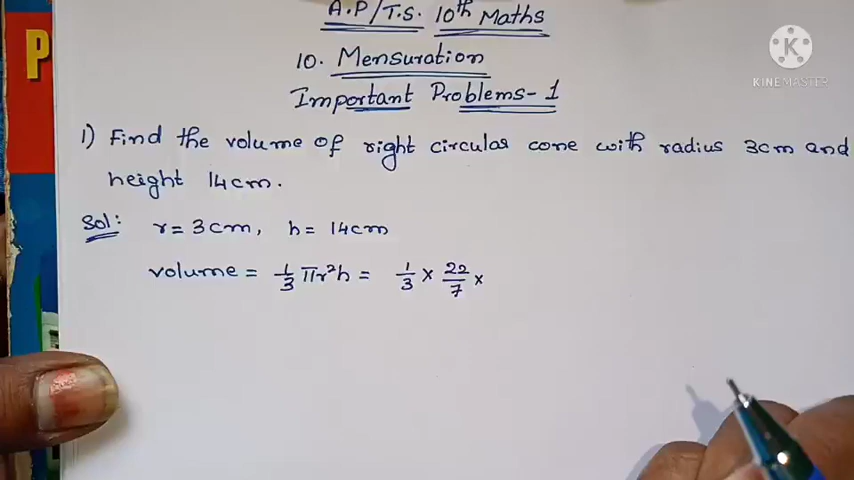 P
A.P/T.S. 10th Maths
10. Mensuration
Important Problems-1
1) Find the volume of right circular cone with radius 3cm and
height 14cm.
Sol: r = 3cm, h = 14cm
volume = 1/3 πr²h = 1/3 × 22/7 ×
K
KINEMASTER